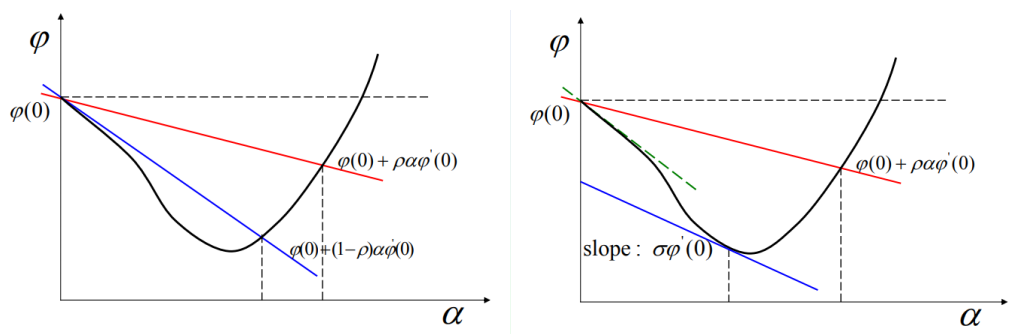 φ
φ(0)
φ(0) + ραφ'(0)
φ(0)+(1-ρ)αφ'(0)
α
φ
φ(0)
φ(0) + ραφ'(0)
slope : σφ'(0)
α